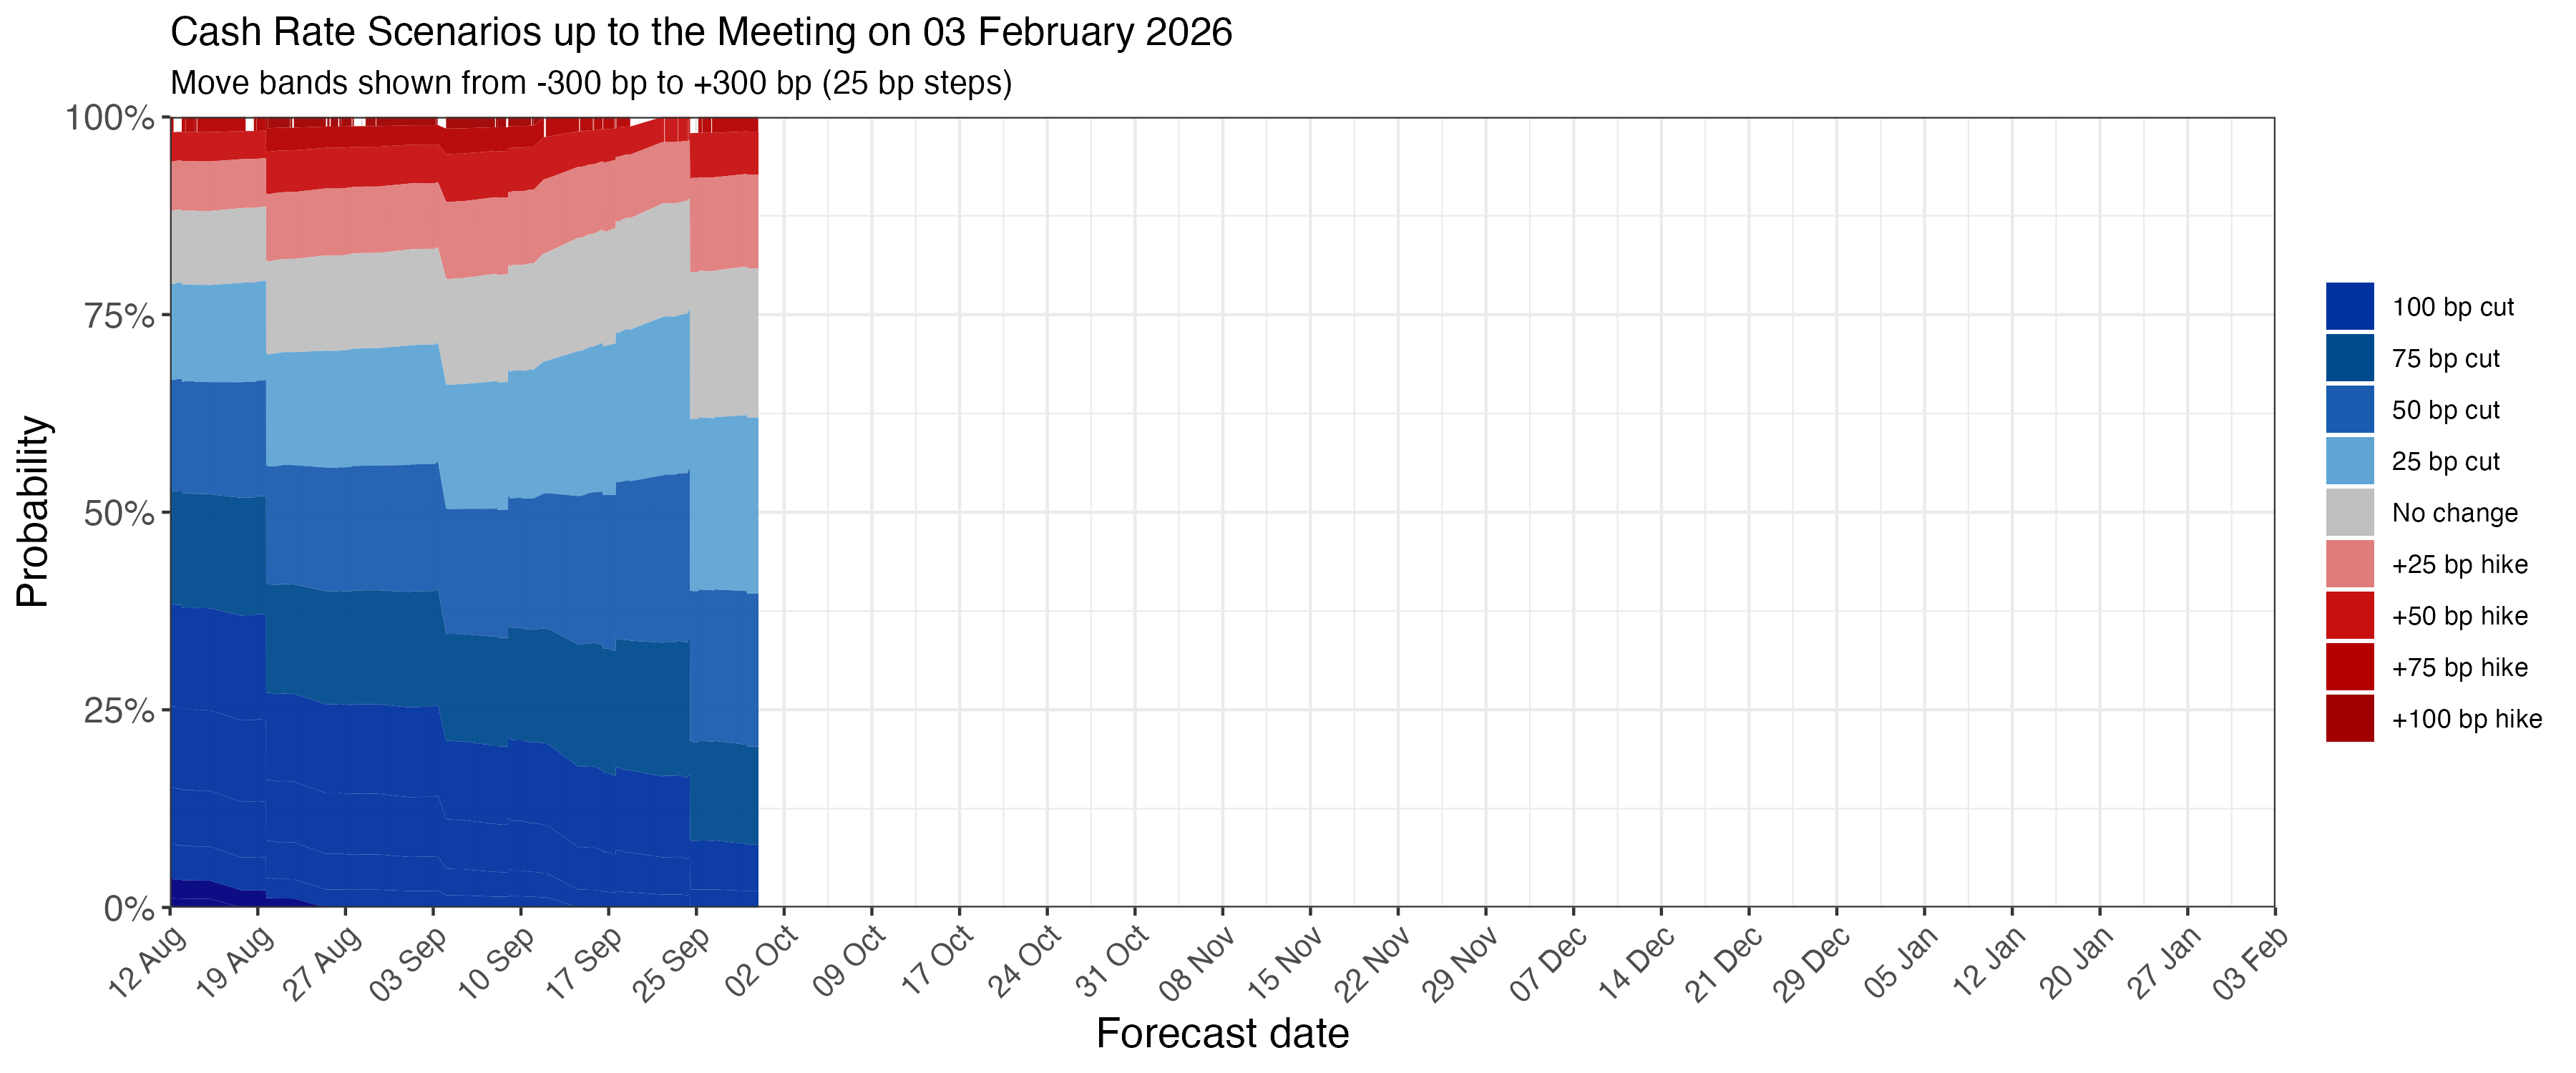 Cash Rate Scenarios up to the Meeting on 03 February 2026
Move bands shown from -300 bp to +300 bp (25 bp steps)
Probability
100%
75%
50%
25%
0%
12 Aug
19 Aug
27 Aug
03 Sep
10 Sep
17 Sep
25 Sep
02 Oct
09 Oct
17 Oct
24 Oct
31 Oct
08 Nov
15 Nov
22 Nov
29 Nov
07 Dec
14 Dec
21 Dec
29 Dec
05 Jan
12 Jan
20 Jan
27 Jan
03 Feb
Forecast date
100 bp cut
75 bp cut
50 bp cut
25 bp cut
No change
+25 bp hike
+50 bp hike
+75 bp hike
+100 bp hike